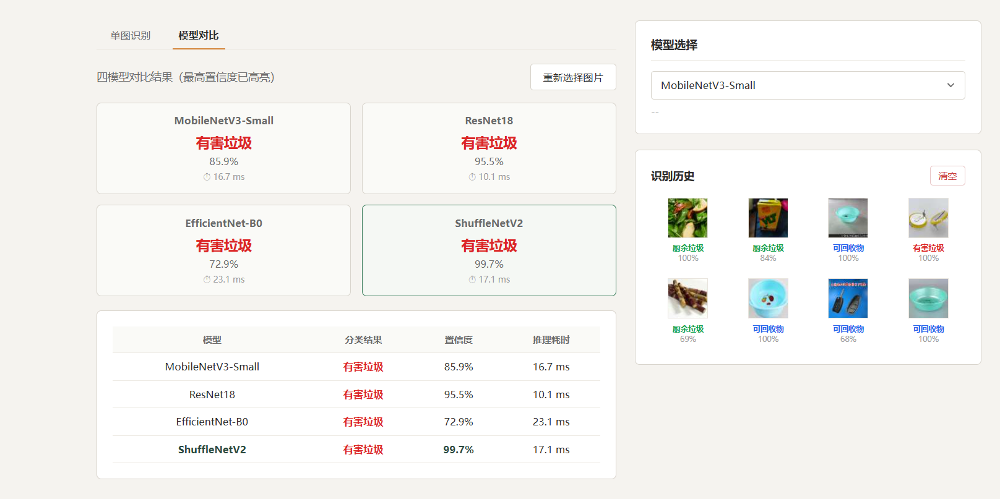 单图识别
模型对比
四模型对比结果（最高置信度已高亮）
重新选择图片
MobileNetV3-Small
有害垃圾
85.9%
⏱ 16.7 ms
ResNet18
有害垃圾
95.5%
⏱ 10.1 ms
EfficientNet-B0
有害垃圾
72.9%
⏱ 23.1 ms
ShuffleNetV2
有害垃圾
99.7%
⏱ 17.1 ms
模型 分类结果 置信度 推理耗时
MobileNetV3-Small 有害垃圾 85.9% 16.7 ms
ResNet18 有害垃圾 95.5% 10.1 ms
EfficientNet-B0 有害垃圾 72.9% 23.1 ms
ShuffleNetV2 有害垃圾 99.7% 17.1 ms
模型选择
MobileNetV3-Small
--
识别历史
清空
厨余垃圾
100%
厨余垃圾
84%
可回收物
100%
有害垃圾
100%
厨余垃圾
69%
可回收物
100%
可回收物
68%
可回收物
100%